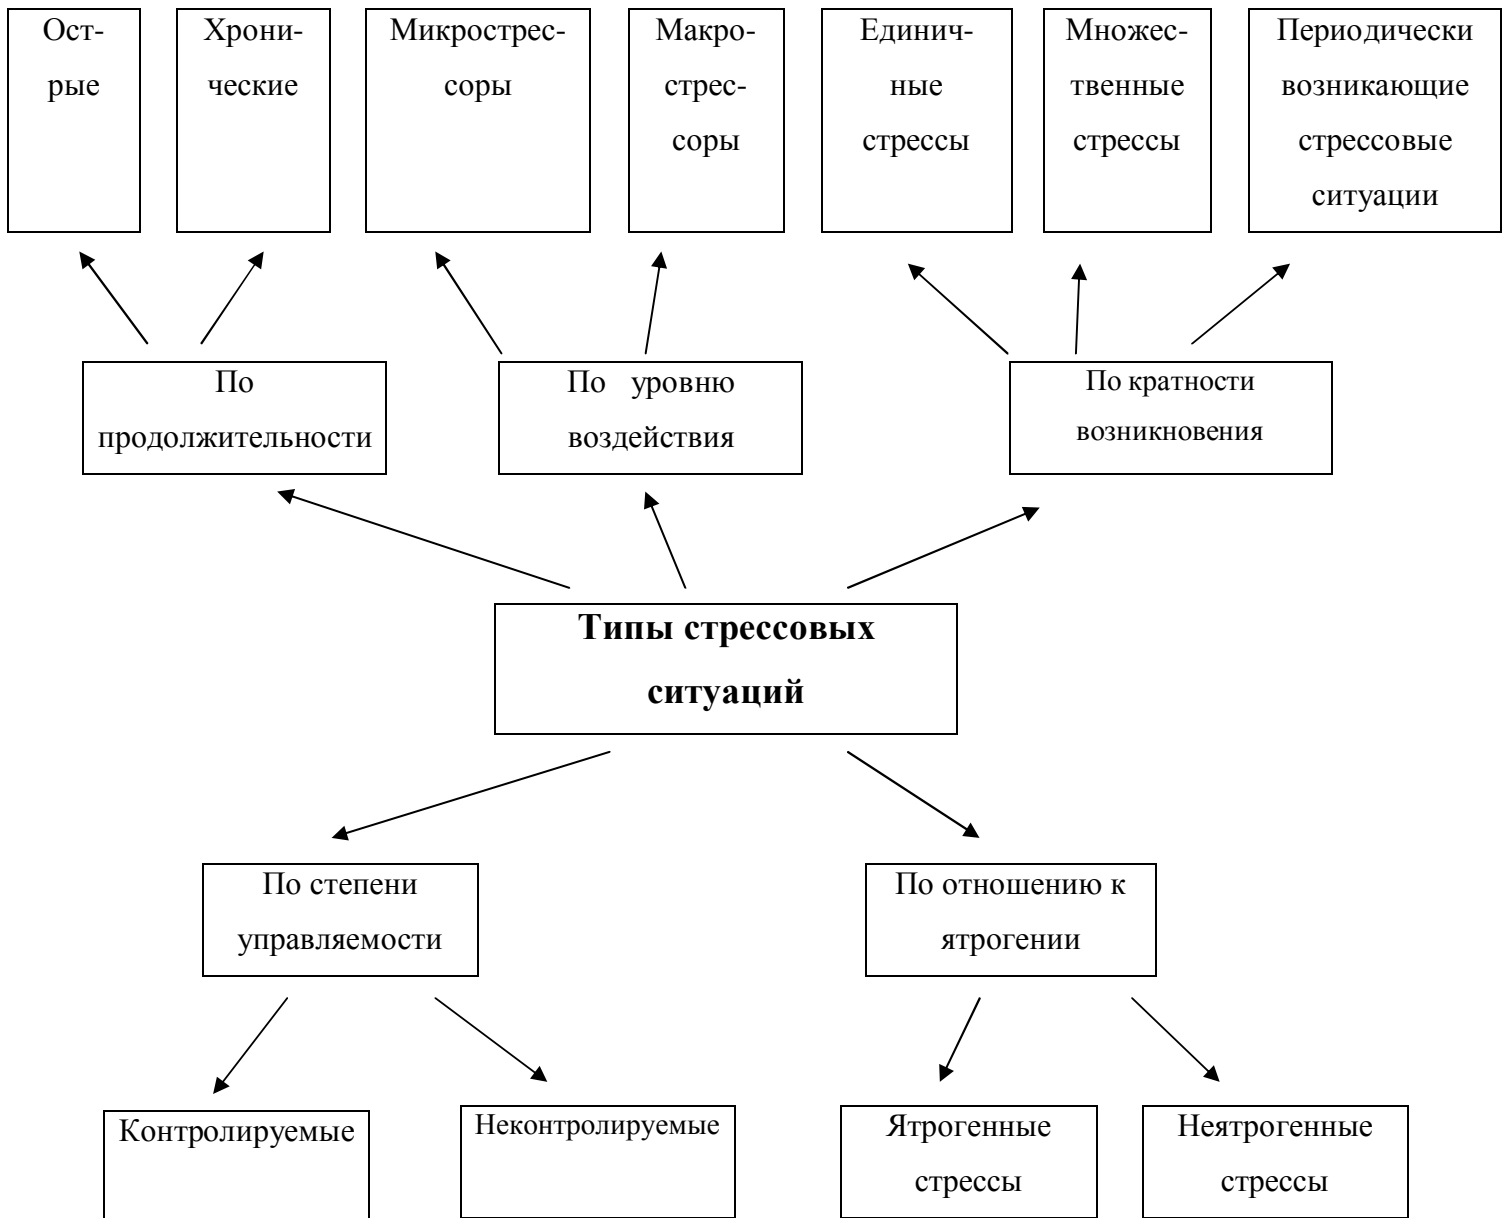 Ост-
рые
Хрони-
ческие
Микрострес-
соры
Макро-
стрес-
соры
Единич-
ные
стрессы
Множес-
твенные
стрессы
Периодически
возникающие
стрессовые
ситуации
По
продолжительности
По уровню
воздействия
По кратности
возникновения
Типы стрессовых
ситуаций
По степени
управляемости
По отношению к
ятрогении
Контролируемые
Неконтролируемые
Ятрогенные
стрессы
Неятрогенные
стрессы